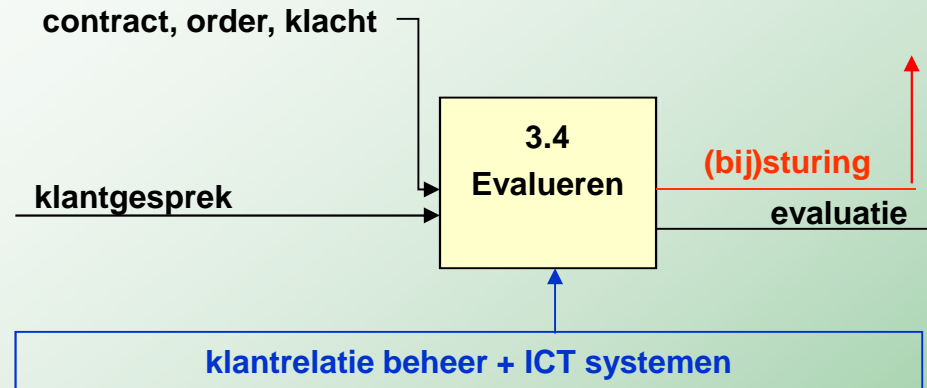 contract, order, klacht
3.4
Evalueren
(bij)sturing
klantgesprek
evaluatie
klantrelatie beheer + ICT systemen